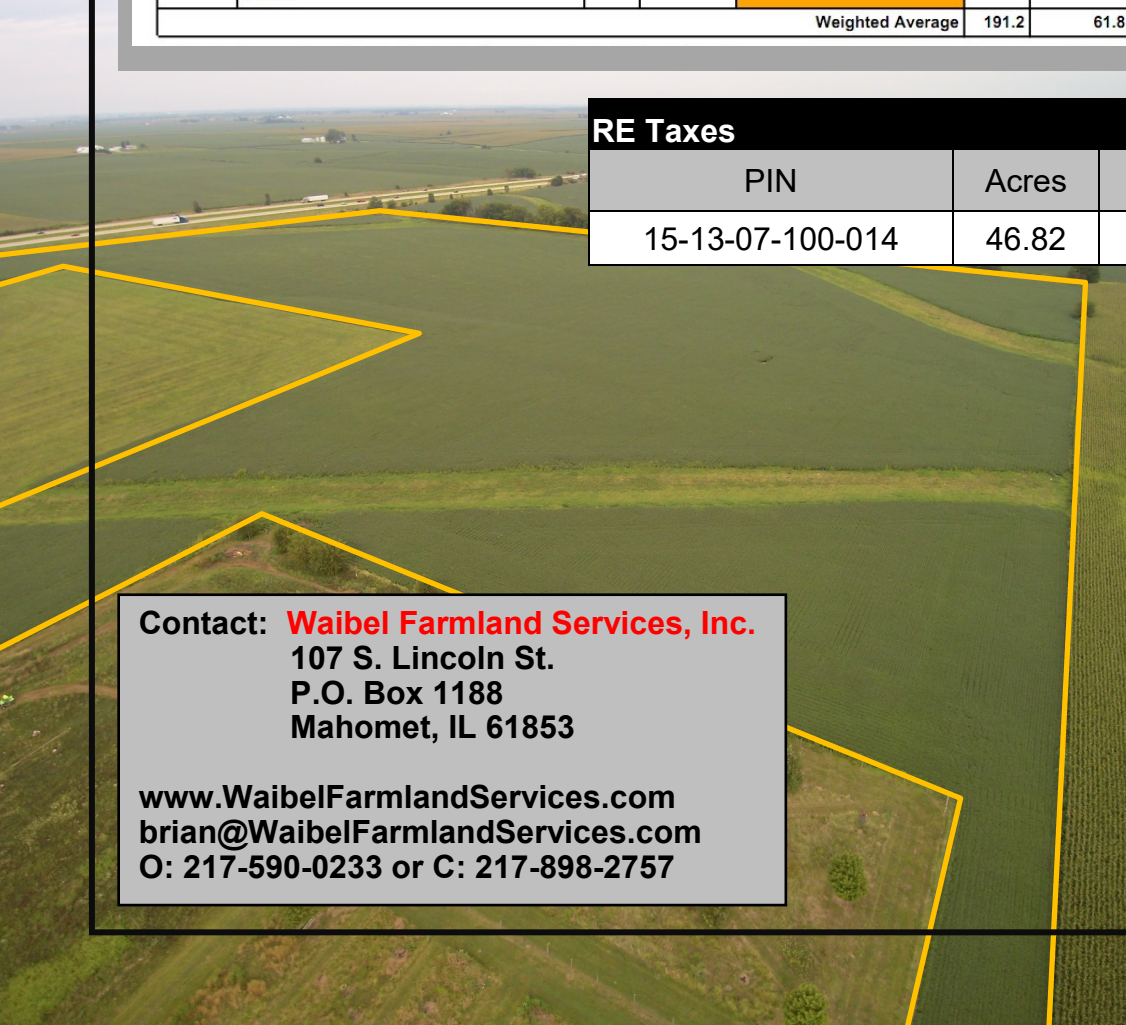 Weighted Average 191.2 61.8
RE Taxes
PIN Acres
15-13-07-100-014 46.82
Contact: Waibel Farmland Services, Inc.
107 S. Lincoln St.
P.O. Box 1188
Mahomet, IL 61853
www.WaibelFarmlandServices.com
brian@WaibelFarmlandServices.com
O: 217-590-0233 or C: 217-898-2757